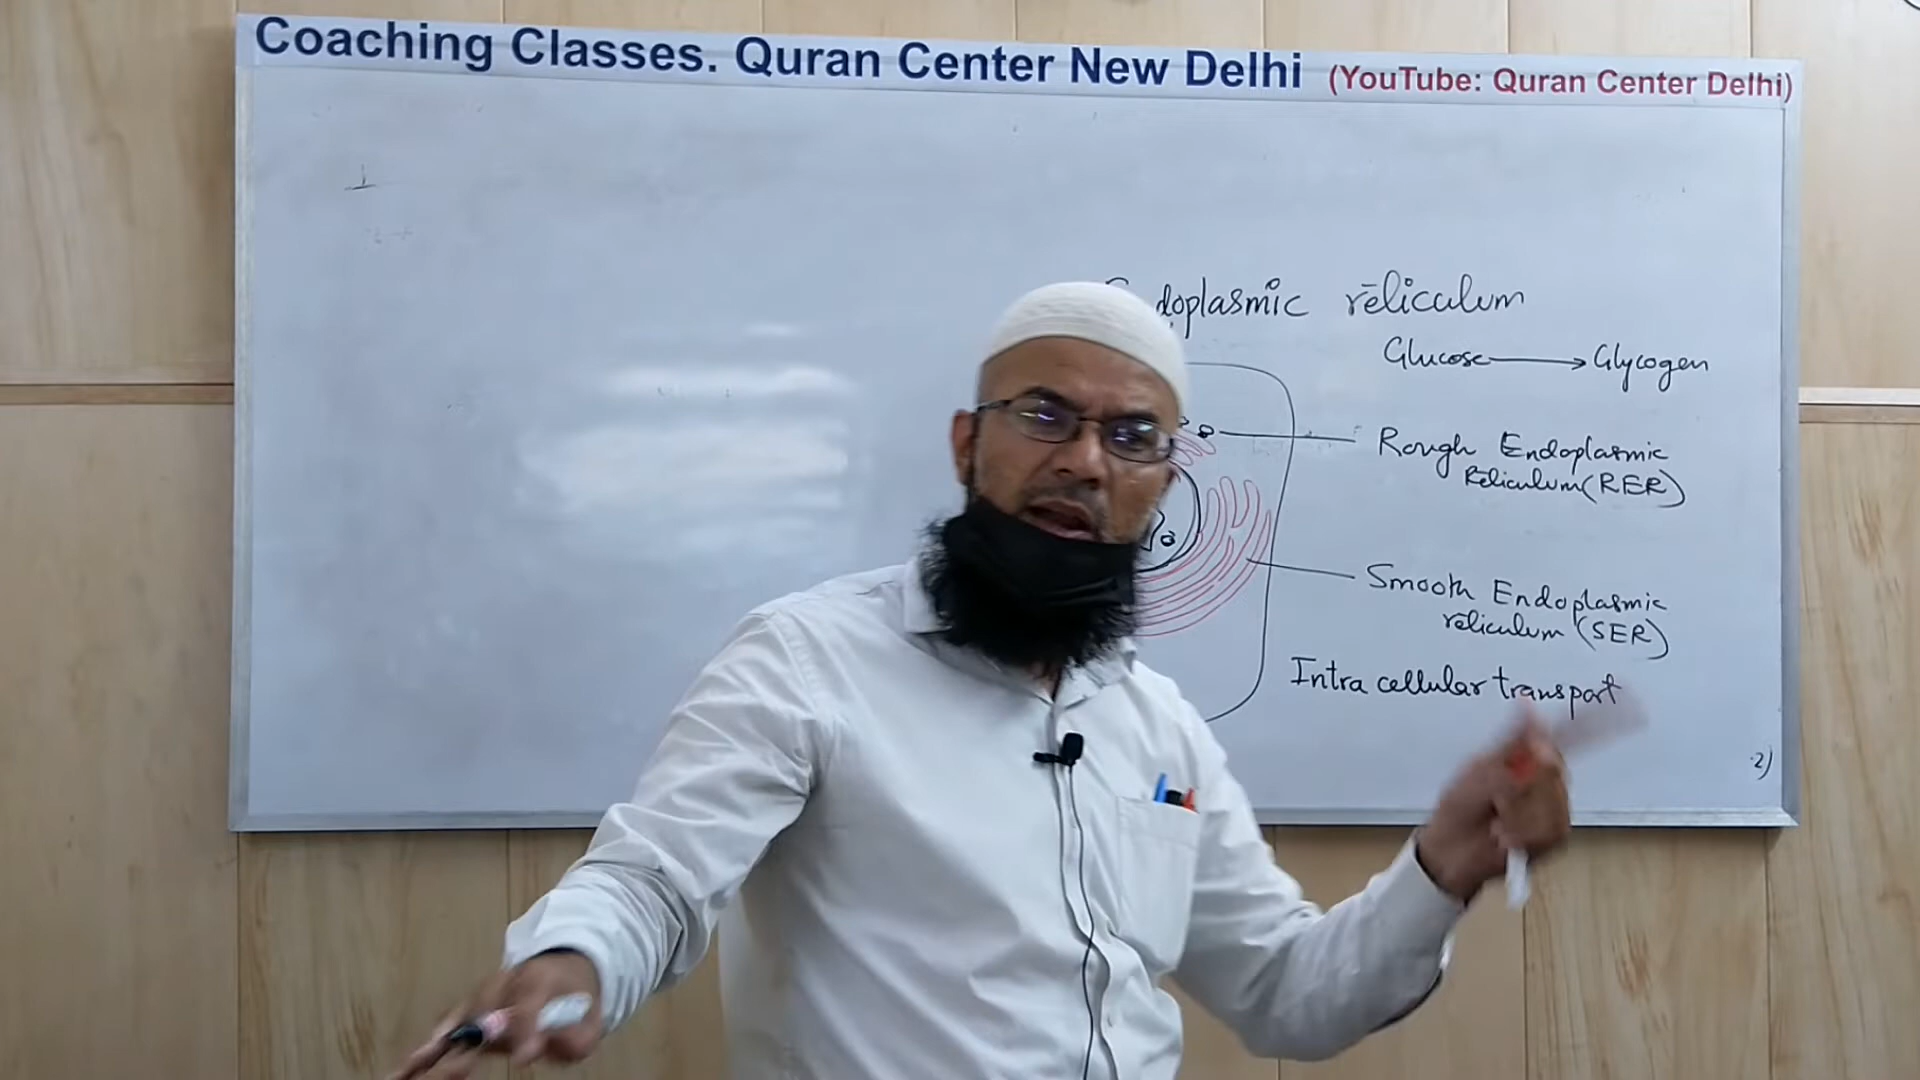 Coaching Classes. Quran Center New Delhi (YouTube: Quran Center Delhi)
doplasmic reliculum
Glucose → Glycogen
Rough Endoplasmic
Reliculum (RER)
Smooth Endoplasmic
reliculum (SER)
Intra cellular transport
2)